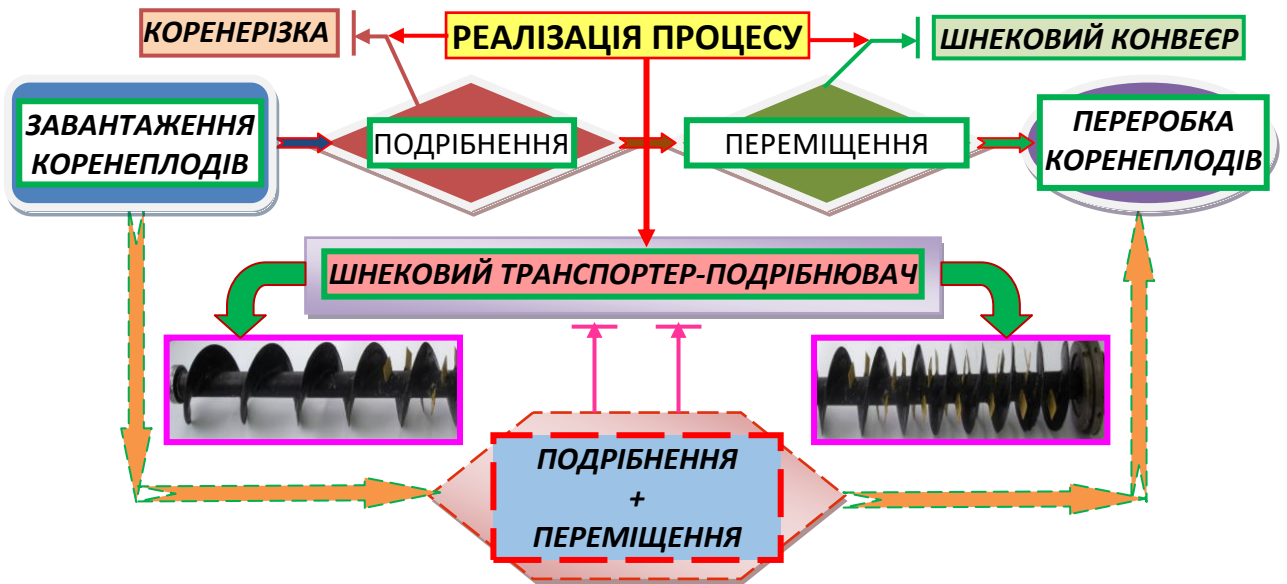 КОРЕНЕРІЗКА
РЕАЛІЗАЦІЯ ПРОЦЕСУ
ШНЕКОВИЙ КОНВЕЄР
ЗАВАНТАЖЕННЯ
КОРЕНЕПЛОДІВ
ПОДРІБНЕННЯ
ПЕРЕМІЩЕННЯ
ПЕРЕРОБКА
КОРЕНЕПЛОДІВ
ШНЕКОВИЙ ТРАНСПОРТЕР-ПОДРІБНЮВАЧ
ПОДРІБНЕННЯ
+
ПЕРЕМІЩЕННЯ